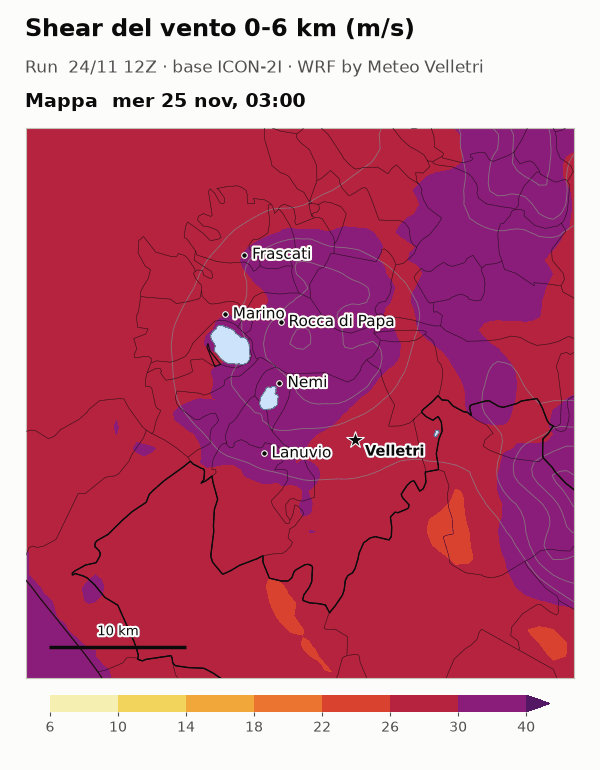 Shear del vento 0-6 km (m/s)
Run  24/11 12Z · base ICON-2I · WRF by Meteo Velletri
Mappa  mer 25 nov, 03:00
Frascati
Marino
Rocca di Papa
Nemi
Velletri
Lanuvio
10 km
6 10 14 18 22 26 30 40